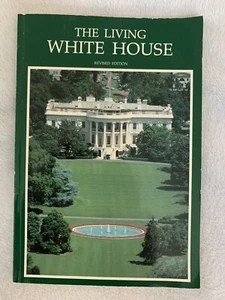 THE LIVING
WHITE HOUSE
REVISED EDITION